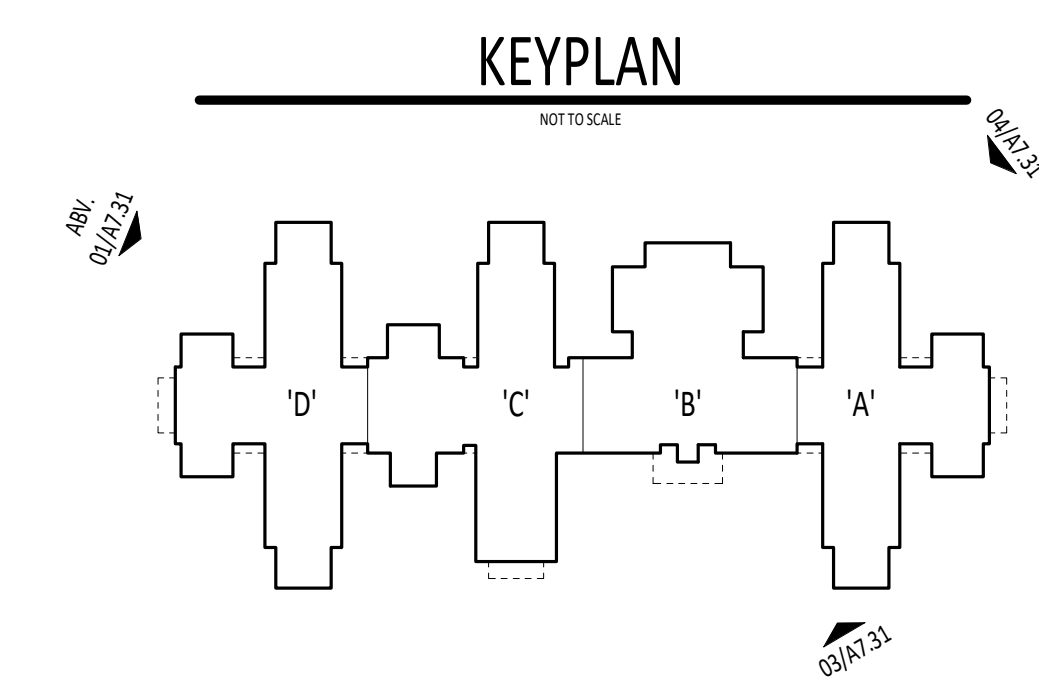 KEYPLAN
NOT TO SCALE
04/A7.31
ABV.
01/A7.31
'D'
'C'
'B'
'A'
03/A7.31